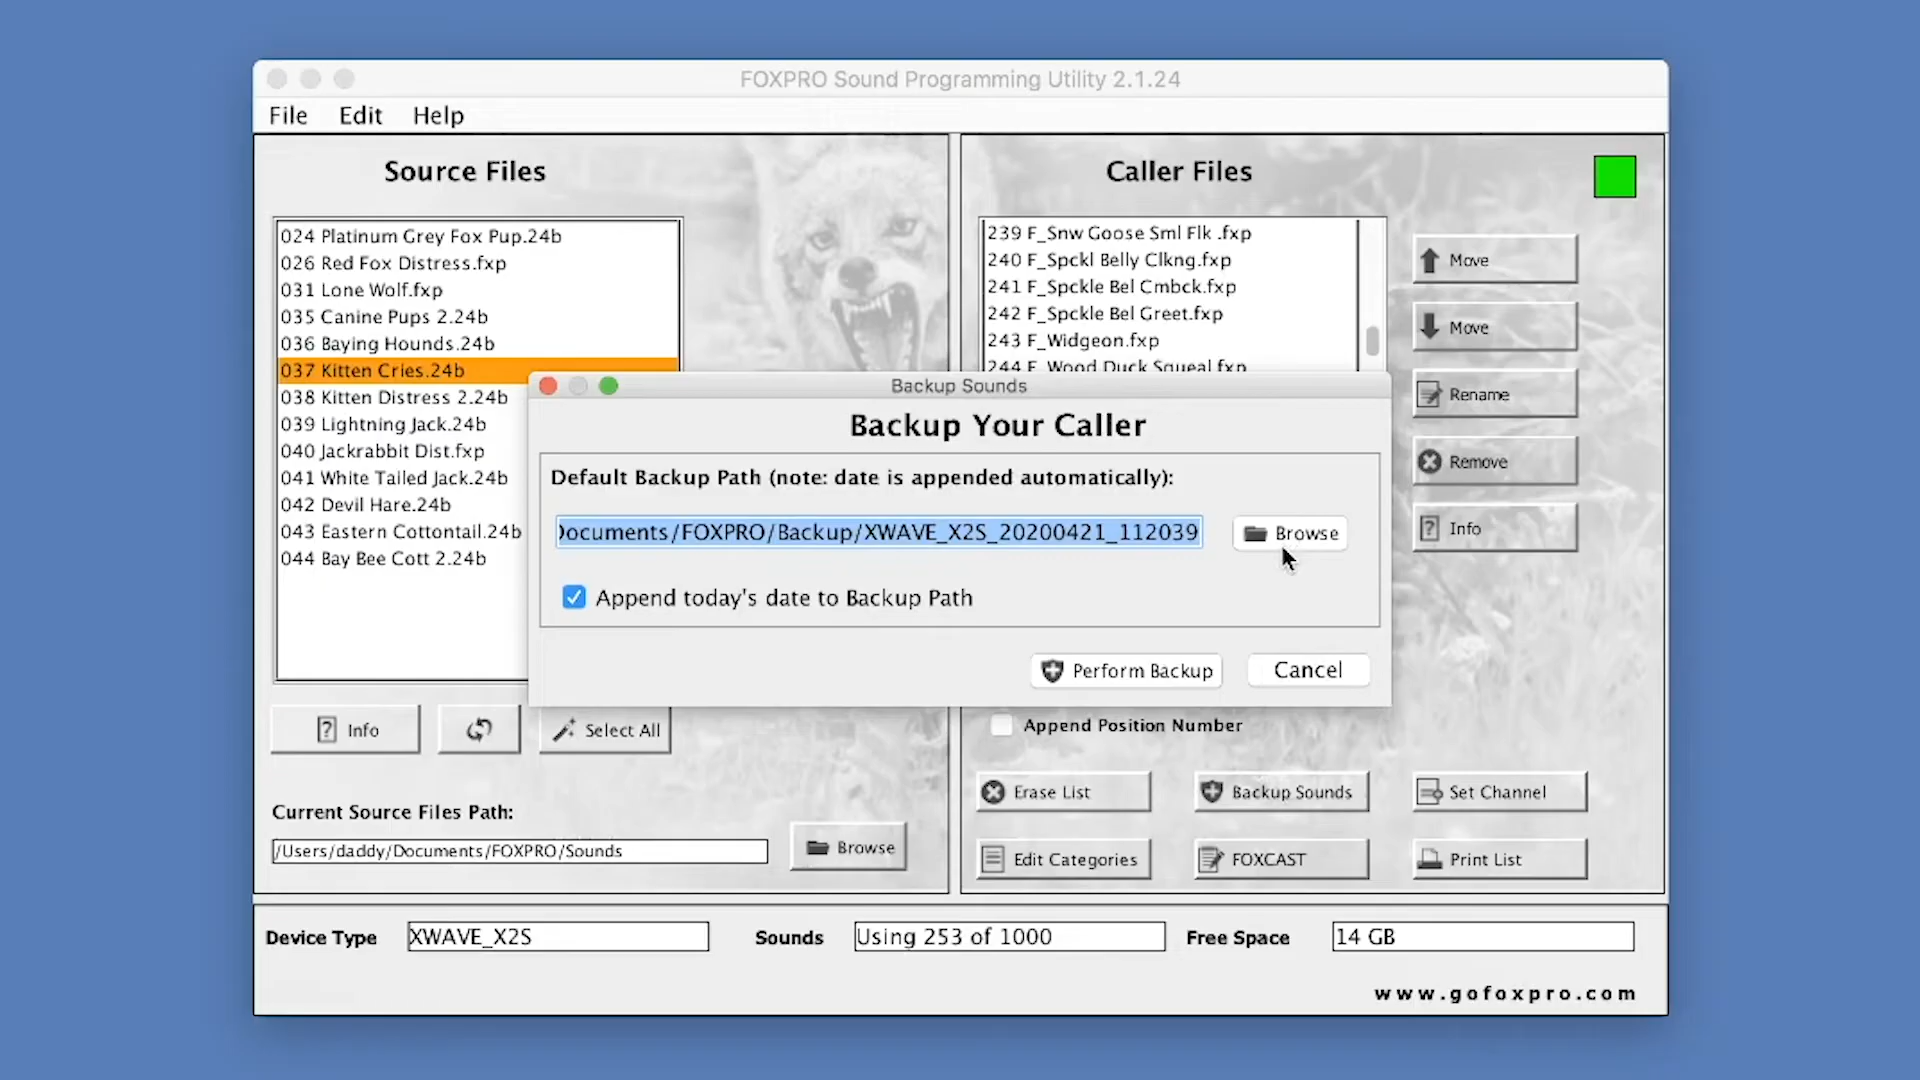 FOXPRO Sound Programming Utility 2.1.24
File Edit Help
Source Files
024 Platinum Grey Fox Pup.24b
026 Red Fox Distress.fxp
031 Lone Wolf.fxp
035 Canine Pups 2.24b
036 Baying Hounds.24b
037 Kitten Cries.24b
038 Kitten Distress 2.24b
039 Lightning Jack.24b
040 Jackrabbit Dist.fxp
041 White Tailed Jack.24b
042 Devil Hare.24b
043 Eastern Cottontail.24b
044 Bay Bee Cott 2.24b
Info
Select All
Current Source Files Path:
/Users/daddy/Documents/FOXPRO/Sounds
Browse
Caller Files
239 F_Snw Goose Sml Flk .fxp
240 F_Spckl Belly Clkng.fxp
241 F_Spckle Bel Cmbck.fxp
242 F_Spckle Bel Greet.fxp
243 F_Widgeon.fxp
244 F_Wood Duck Squeal.fxp
Move
Move
Rename
Remove
Info
Backup Sounds
Backup Your Caller
Default Backup Path (note: date is appended automatically):
Documents/FOXPRO/Backup/XWAVE_X2S_20200421_112039
Browse
Append today's date to Backup Path
Perform Backup
Cancel
Append Position Number
Erase List
Backup Sounds
Set Channel
Edit Categories
FOXCAST
Print List
Device Type XWAVE_X2S Sounds Using 253 of 1000 Free Space 14 GB
www.gofoxpro.com